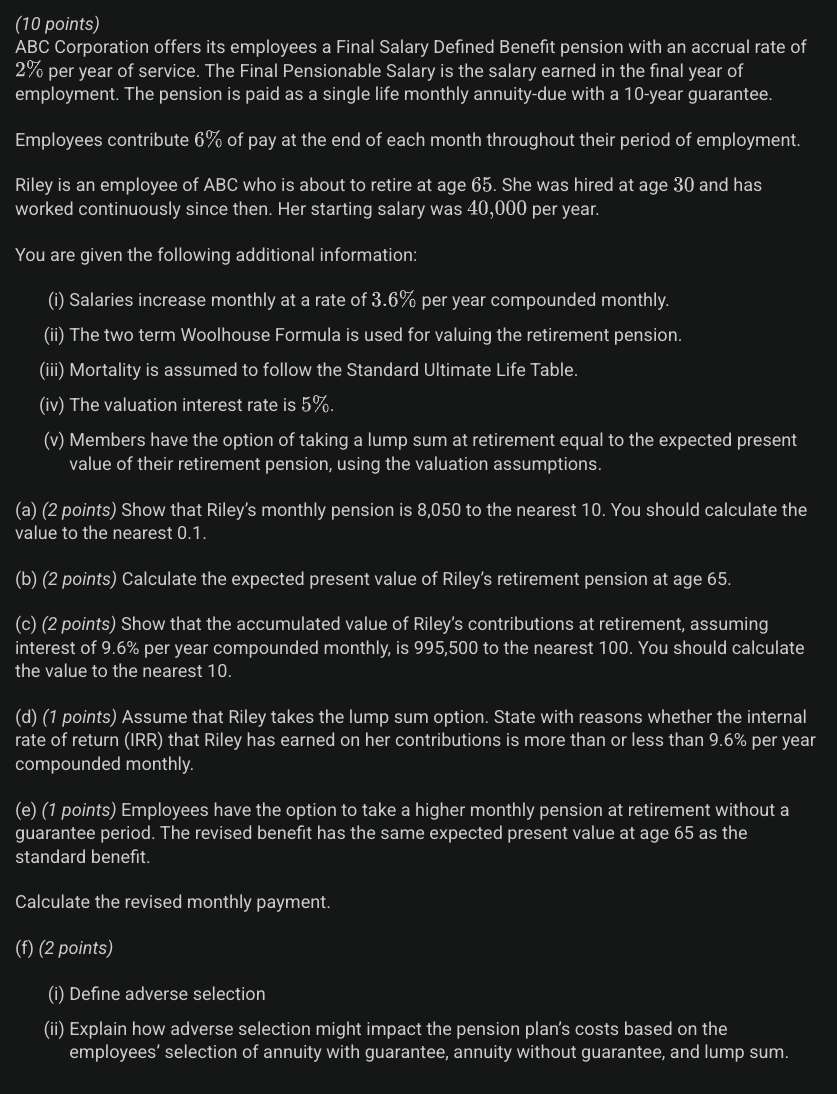 (10 points)
ABC Corporation offers its employees a Final Salary Defined Benefit pension with an accrual rate of
2% per year of service. The Final Pensionable Salary is the salary earned in the final year of
employment. The pension is paid as a single life monthly annuity-due with a 10-year guarantee.
Employees contribute 6% of pay at the end of each month throughout their period of employment.
Riley is an employee of ABC who is about to retire at age 65. She was hired at age 30 and has
worked continuously since then. Her starting salary was 40,000 per year.
You are given the following additional information:
(i) Salaries increase monthly at a rate of 3.6% per year compounded monthly.
(ii) The two term Woolhouse Formula is used for valuing the retirement pension.
(iii) Mortality is assumed to follow the Standard Ultimate Life Table.
(iv) The valuation interest rate is 5%.
(v) Members have the option of taking a lump sum at retirement equal to the expected present
value of their retirement pension, using the valuation assumptions.
(a) (2 points) Show that Riley's monthly pension is 8,050 to the nearest 10. You should calculate the
value to the nearest 0.1.
(b) (2 points) Calculate the expected present value of Riley's retirement pension at age 65.
(c) (2 points) Show that the accumulated value of Riley's contributions at retirement, assuming
interest of 9.6% per year compounded monthly, is 995,500 to the nearest 100. You should calculate
the value to the nearest 10.
(d) (1 points) Assume that Riley takes the lump sum option. State with reasons whether the internal
rate of return (IRR) that Riley has earned on her contributions is more than or less than 9.6% per year
compounded monthly.
(e) (1 points) Employees have the option to take a higher monthly pension at retirement without a
guarantee period. The revised benefit has the same expected present value at age 65 as the
standard benefit.
Calculate the revised monthly payment.
(f) (2 points)
(i) Define adverse selection
(ii) Explain how adverse selection might impact the pension plan's costs based on the
employees' selection of annuity with guarantee, annuity without guarantee, and lump sum.